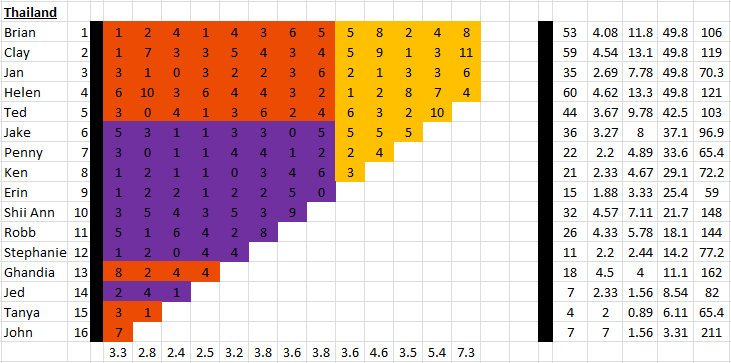 Thailand
Brian 1 1 2 4 1 4 3 6 5 5 8 2 4 8 53 4.08 11.8 49.8 106
Clay 2 1 7 3 3 5 4 3 4 5 9 1 3 11 59 4.54 13.1 49.8 119
Jan 3 3 1 0 3 2 4 3 6 2 1 3 3 6 35 2.69 7.78 49.8 70.3
Helen 4 6 10 3 6 4 4 3 2 1 2 8 7 4 60 4.62 13.3 49.8 121
Ted 5 3 0 4 1 3 6 2 4 6 3 2 10 44 3.67 9.78 42.5 103
Jake 6 5 3 1 1 3 3 0 5 5 5 5 36 3.27 8 37.1 96.9
Penny 7 3 0 1 1 4 4 1 2 2 4 22 2.2 4.89 33.6 65.4
Ken 8 1 2 1 1 0 3 4 6 3 21 2.33 4.67 29.1 72.2
Erin 9 1 2 2 1 2 2 5 0 15 1.88 3.33 25.4 59
Shii Ann 10 3 5 4 3 5 3 9 32 4.57 7.11 21.7 148
Robb 11 5 1 6 4 2 8 26 4.33 5.78 18.1 144
Stephanie 12 1 2 0 4 4 11 2.2 2.44 14.2 77.2
Ghandia 13 8 2 4 4 18 4.5 4 11.1 162
Jed 14 2 4 1 7 2.33 1.56 8.54 82
Tanya 15 3 1 4 2 0.89 6.11 65.4
John 16 7 7 7 1.56 3.31 211
3.3 2.8 2.4 2.5 3.2 3.8 3.6 3.8 3.6 4.6 3.5 5.4 7.3